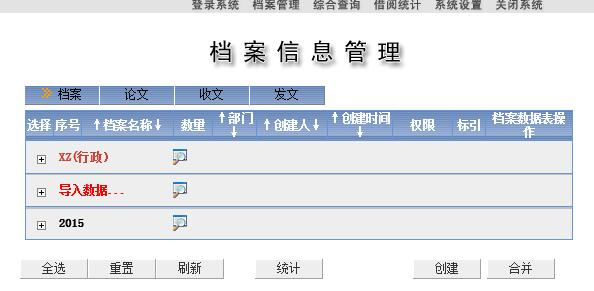 登录系统 档案管理 综合查询 借阅统计 系统设置 关闭系统
档案信息管理
档案 论文 收文 发文
选择 序号 ↑档案名称↓ 数量 ↑部门↓ ↑创建人↓ ↑创建时间↓ 权限 标引 档案数据表操作
XZ(行政)
导入数据...
2015
全选 重置 刷新 统计 创建 合并